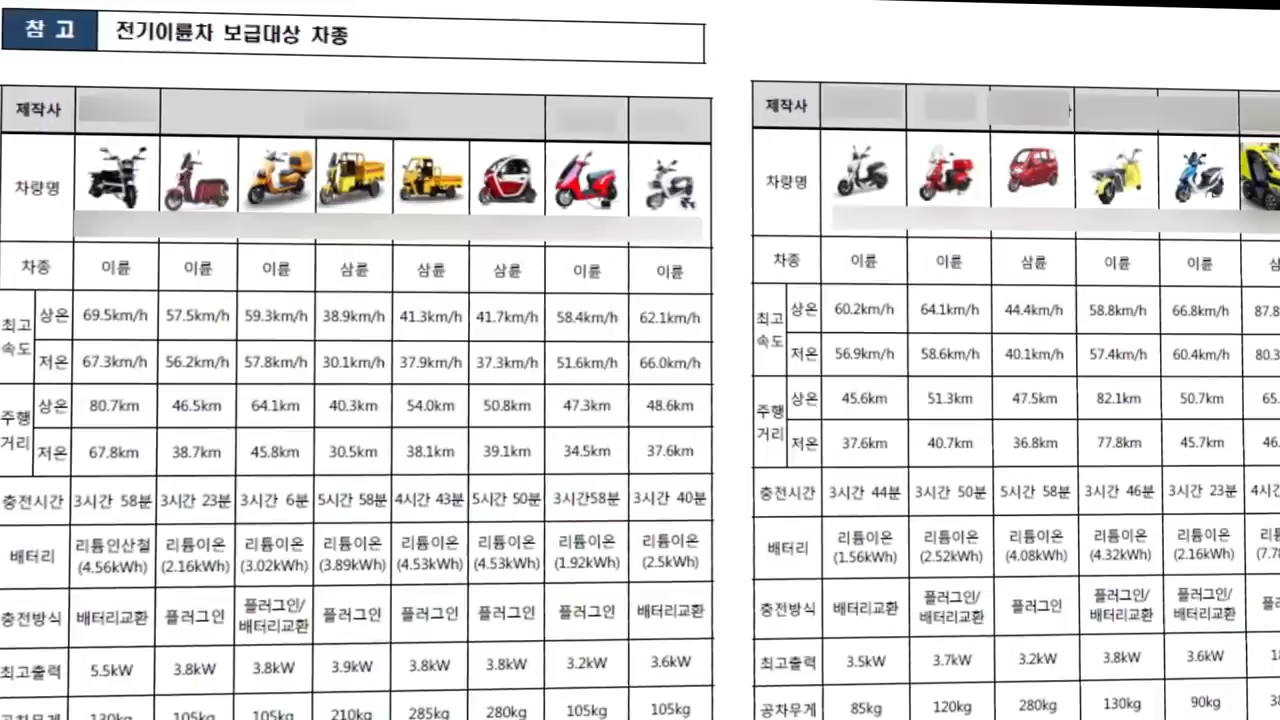 참 고 전기이륜차 보급대상 차종
제작사
차량명
차종 이륜 이륜 이륜 삼륜 삼륜 삼륜 이륜 이륜
최고속도 상온 69.5km/h 57.5km/h 59.3km/h 38.9km/h 41.3km/h 41.7km/h 58.4km/h 62.1km/h
저온 67.3km/h 56.2km/h 57.8km/h 30.1km/h 37.9km/h 37.3km/h 51.6km/h 66.0km/h
주행거리 상온 80.7km 46.5km 64.1km 40.3km 54.0km 50.8km 47.3km 48.6km
저온 67.8km 38.7km 45.8km 30.5km 38.1km 39.1km 34.5km 37.6km
충전시간 3시간 58분 3시간 23분 3시간 6분 5시간 58분 4시간 43분 5시간 50분 3시간58분 3시간 40분
배터리 리튬인산철 리튬이온 리튬이온 리튬이온 리튬이온 리튬이온 리튬이온 리튬이온
(4.56kWh) (2.16kWh) (3.02kWh) (3.89kWh) (4.53kWh) (4.53kWh) (1.92kWh) (2.5kWh)
충전방식 배터리교환 플러그인 플러그인/배터리교환 플러그인 플러그인 플러그인 플러그인 배터리교환
최고출력 5.5kW 3.8kW 3.8kW 3.9kW 3.8kW 3.8kW 3.2kW 3.6kW
공차무게 130kg 105kg 105kg 210kg 285kg 280kg 105kg 105kg
제작사
차량명
차종 이륜 이륜 삼륜 이륜 이륜
최고속도 상온 60.2km/h 64.1km/h 44.4km/h 58.8km/h 66.8km/h 87.8
저온 56.9km/h 58.6km/h 40.1km/h 57.4km/h 60.4km/h 80.3
주행거리 상온 45.6km 51.3km 47.5km 82.1km 50.7km 65.
저온 37.6km 40.7km 36.8km 77.8km 45.7km 46.
충전시간 3시간 44분 3시간 50분 5시간 58분 3시간 46분 3시간 23분 4시간
배터리 리튬이온 리튬이온 리튬이온 리튬이온 리튬이온
(1.56kWh) (2.52kWh) (4.08kWh) (4.32kWh) (2.16kWh)
충전방식 배터리교환 플러그인/배터리교환 플러그인 플러그인/배터리교환 플러그인/배터리교환
최고출력 3.5kW 3.7kW 3.2kW 3.8kW 3.6kW
공차무게 85kg 120kg 280kg 130kg 90kg